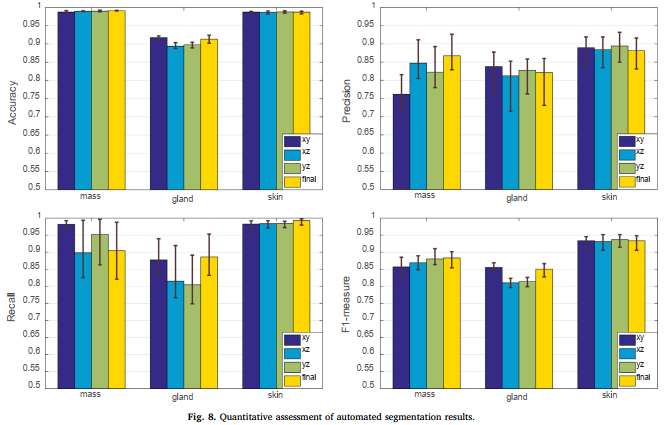 1
0.95
0.9
0.85
0.8
0.75
0.7
0.65
0.6
0.55
0.5
Accuracy
mass
gland
skin
xy
xz
yz
final
1
0.95
0.9
0.85
0.8
0.75
0.7
0.65
0.6
0.55
0.5
Precision
mass
gland
skin
xy
xz
yz
final
1
0.95
0.9
0.85
0.8
0.75
0.7
0.65
0.6
0.55
0.5
Recall
mass
gland
skin
xy
xz
yz
final
1
0.95
0.9
0.85
0.8
0.75
0.7
0.65
0.6
0.55
0.5
F1-measure
mass
gland
skin
xy
xz
yz
final
Fig. 8. Quantitative assessment of automated segmentation results.